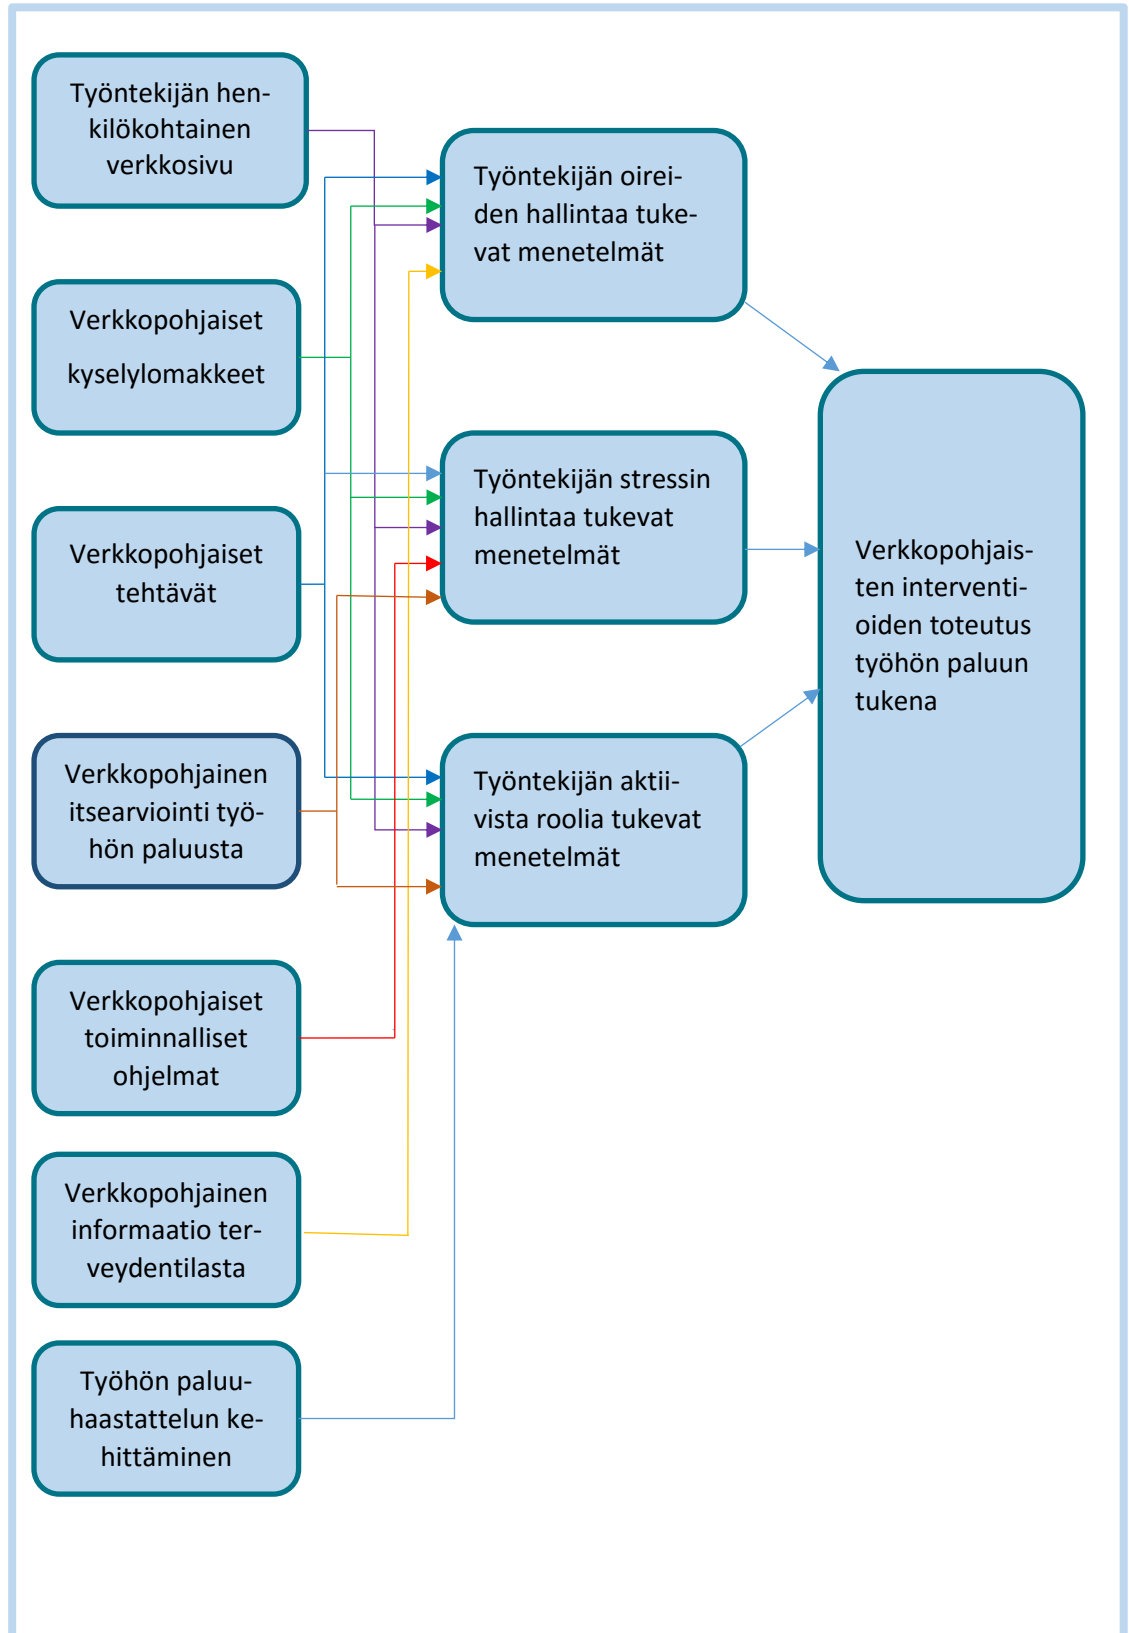 Työntekijän hen-
kilökohtainen
verkkosivu
Verkkopohjaiset
kyselylomakkeet
Verkkopohjaiset
tehtävät
Verkkopohjainen
itsearviointi työ-
hön paluusta
Verkkopohjaiset
toiminnalliset
ohjelmat
Verkkopohjainen
informaatio ter-
veydentilasta
Työhön paluu-
haastattelun ke-
hittäminen
Työntekijän oirei-
den hallintaa tuke-
vat menetelmät
Työntekijän stressin
hallintaa tukevat
menetelmät
Työntekijän aktii-
vista roolia tukevat
menetelmät
Verkkopohjais-
ten interventi-
oiden toteutus
työhön paluun
tukena